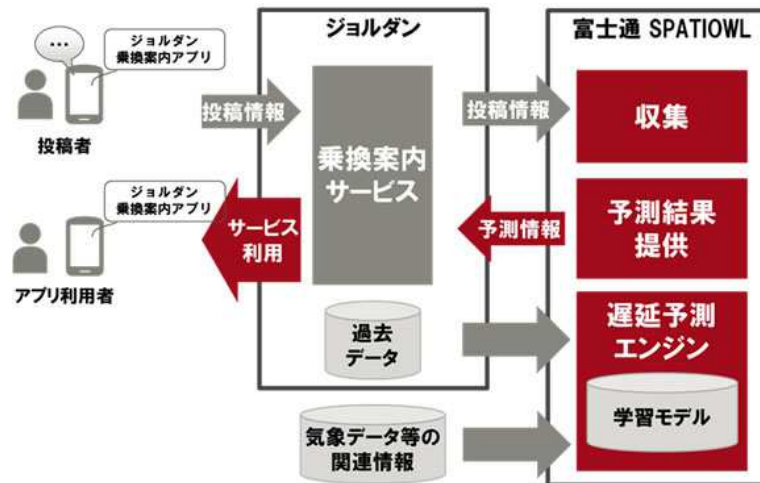 ジョルダン
富士通 SPATIOWL
…
ジョルダン
乗換案内アプリ
投稿者
投稿情報
乗換案内
サービス
投稿情報
収集
ジョルダン
乗換案内アプリ
アプリ利用者
サービス
利用
予測情報
予測結果
提供
過去
データ
遅延予測
エンジン
学習モデル
気象データ等の
関連情報